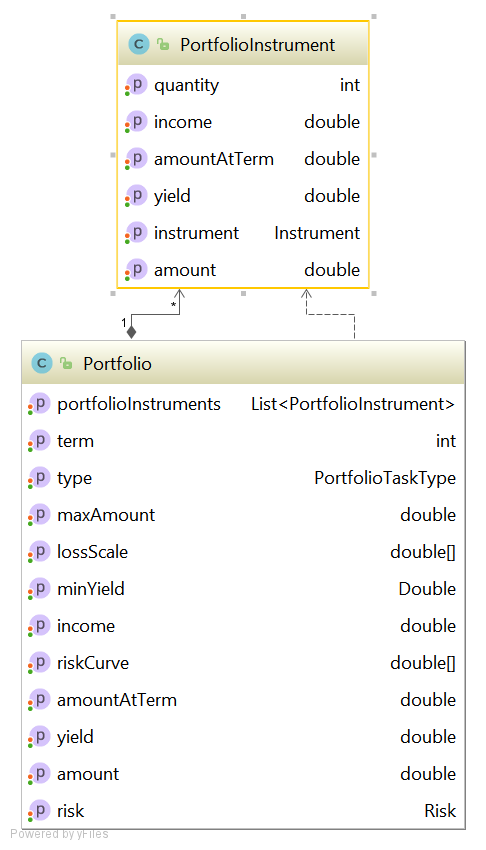 C PortfolioInstrument
p quantity int
p income double
p amountAtTerm double
p yield double
p instrument Instrument
p amount double
*
1
C Portfolio
p portfolioInstruments List<PortfolioInstrument>
p term int
p type PortfolioTaskType
p maxAmount double
p lossScale double[]
p minYield Double
p income double
p riskCurve double[]
p amountAtTerm double
p yield double
p amount double
p risk Risk
Powered by yFiles